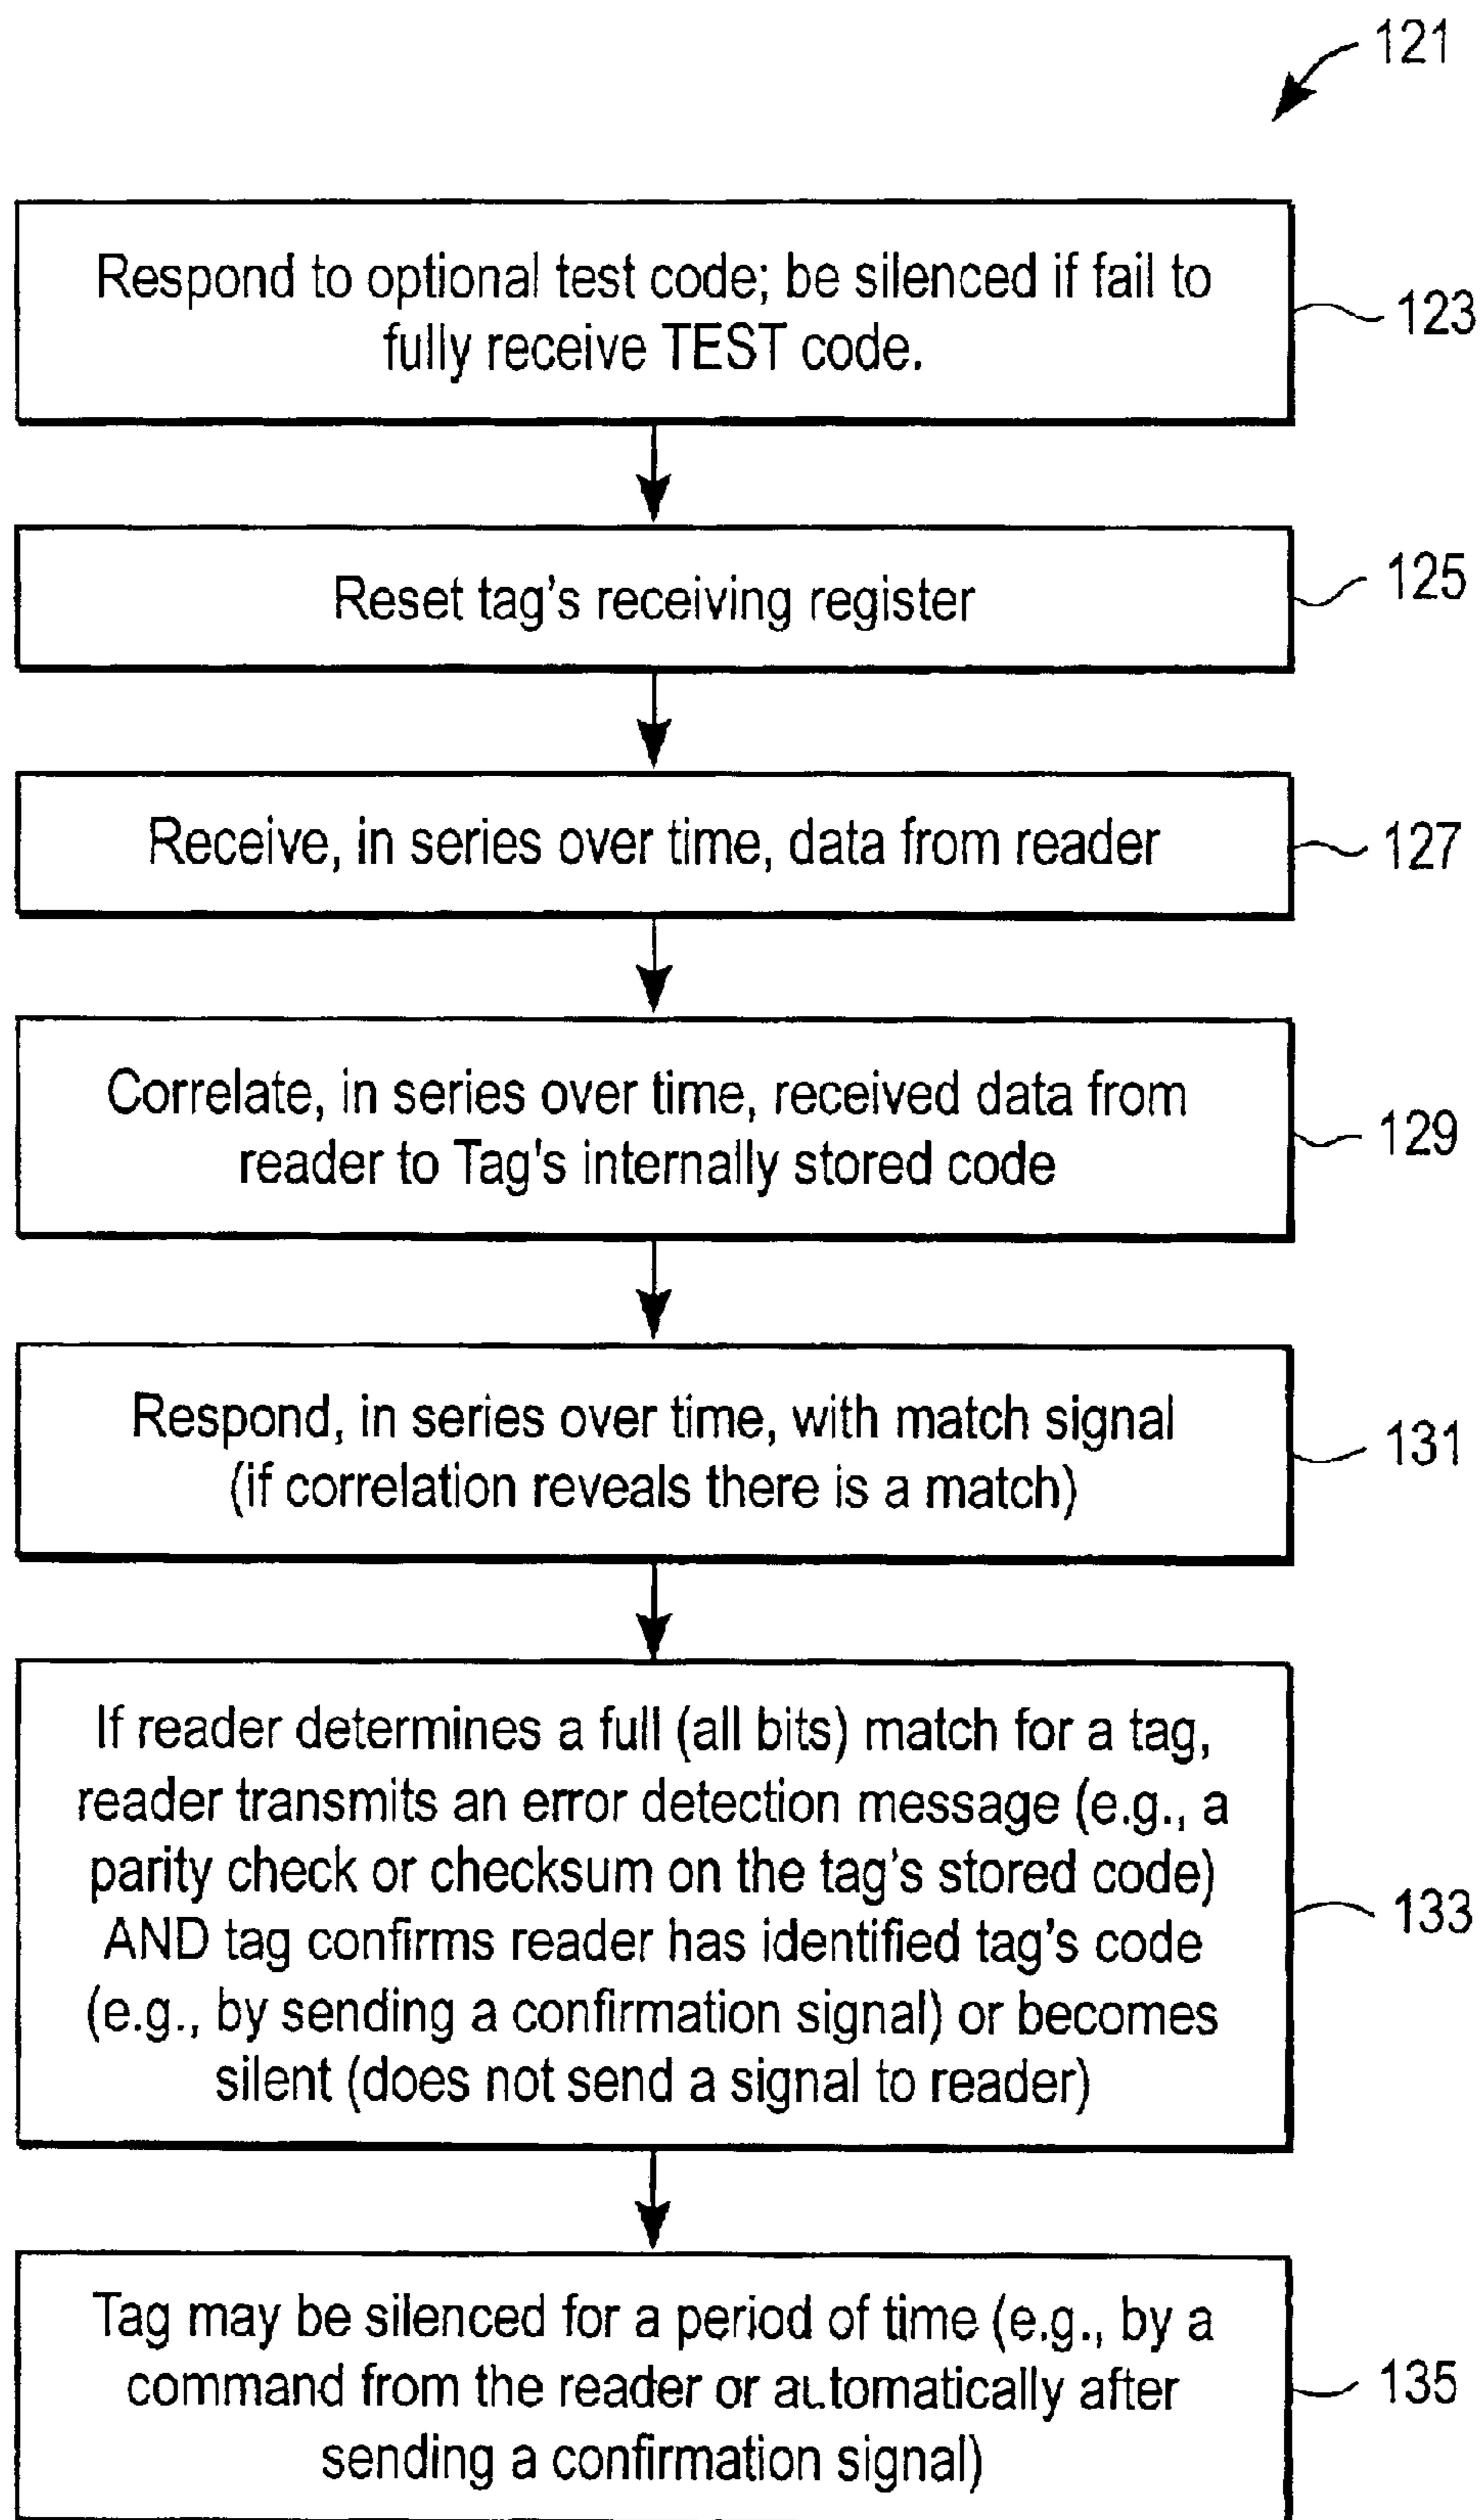 121
Respond to optional test code; be silenced if fail to
fully receive TEST code.
123
Reset tag's receiving register
125
Receive, in series over time, data from reader
127
Correlate, in series over time, received data from
reader to Tag's internally stored code
129
Respond, in series over time, with match signal
(if correlation reveals there is a match)
131
If reader determines a full (all bits) match for a tag,
reader transmits an error detection message (e.g., a
parity check or checksum on the tag's stored code)
AND tag confirms reader has identified tag's code
(e.g., by sending a confirmation signal) or becomes
silent (does not send a signal to reader)
133
Tag may be silenced for a period of time (e.g., by a
command from the reader or automatically after
sending a confirmation signal)
135